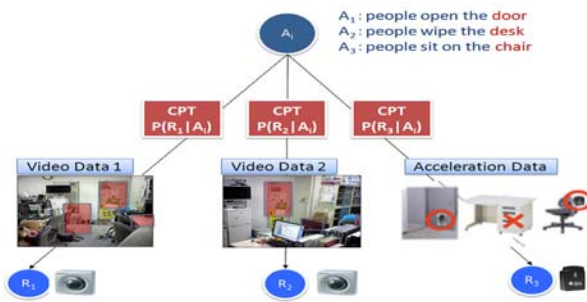 A₁: people open the door
Aᵢ
A₂: people wipe the desk
A₃: people sit on the chair
CPT
P(R₁|Aᵢ)
CPT
P(R₂|Aᵢ)
CPT
P(R₃|Aᵢ)
Video Data 1
Video Data 2
Acceleration Data
R₁
R₂
R₃